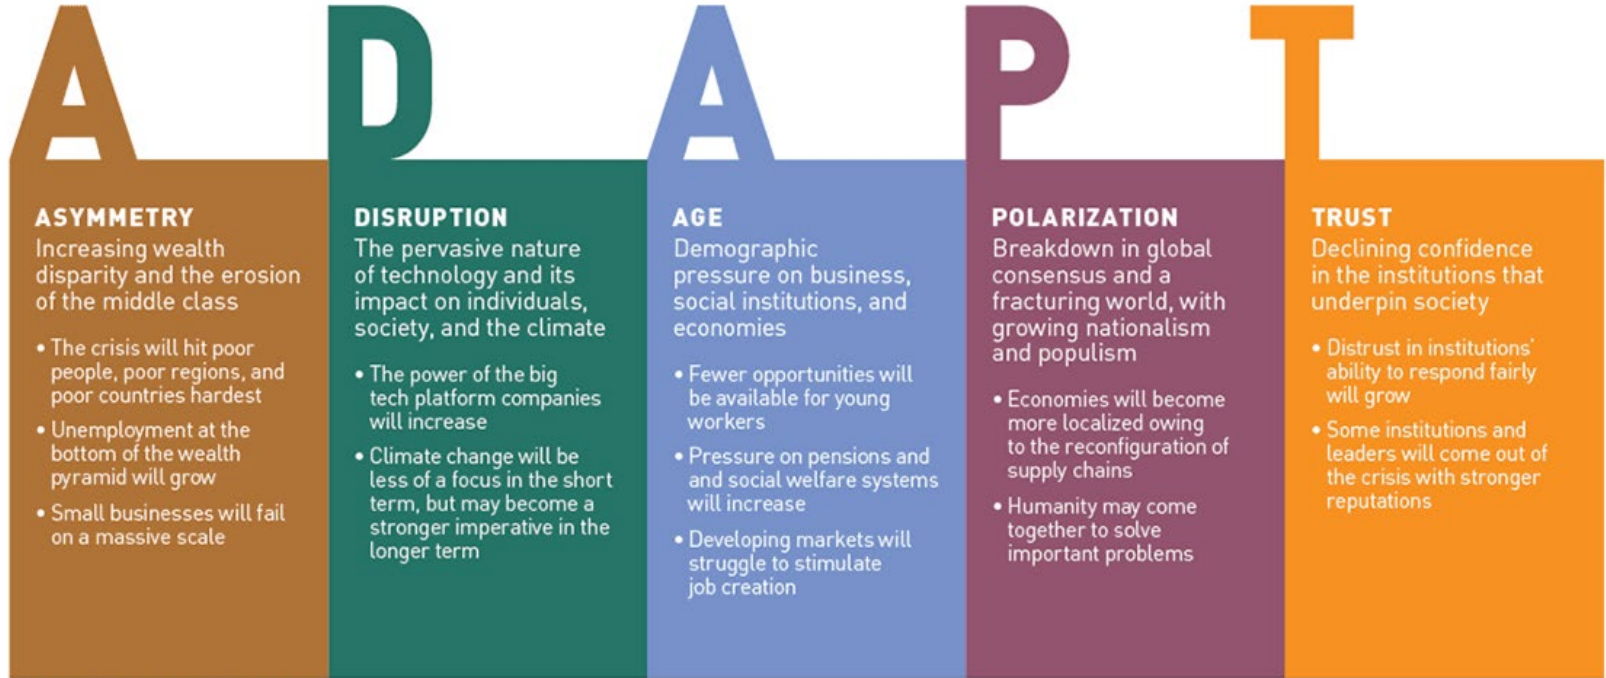 A D A P T
ASYMMETRY
Increasing wealth
disparity and the erosion
of the middle class
• The crisis will hit poor
people, poor regions, and
poor countries hardest
• Unemployment at the
bottom of the wealth
pyramid will grow
• Small businesses will fail
on a massive scale
DISRUPTION
The pervasive nature
of technology and its
impact on individuals,
society, and the climate
• The power of the big
tech platform companies
will increase
• Climate change will be
less of a focus in the short
term, but may become a
stronger imperative in the
longer term
AGE
Demographic
pressure on business,
social institutions, and
economies
• Fewer opportunities will
be available for young
workers
• Pressure on pensions and
and social welfare systems
will increase
• Developing markets will
struggle to stimulate
job creation
POLARIZATION
Breakdown in global
consensus and a
fracturing world, with
growing nationalism
and populism
• Economies will become
more localized owing
to the reconfiguration of
supply chains
• Humanity may come
together to solve
important problems
TRUST
Declining confidence
in the institutions that
underpin society
• Distrust in institutions'
ability to respond fairly
will grow
• Some institutions and
leaders will come out of
the crisis with stronger
reputations